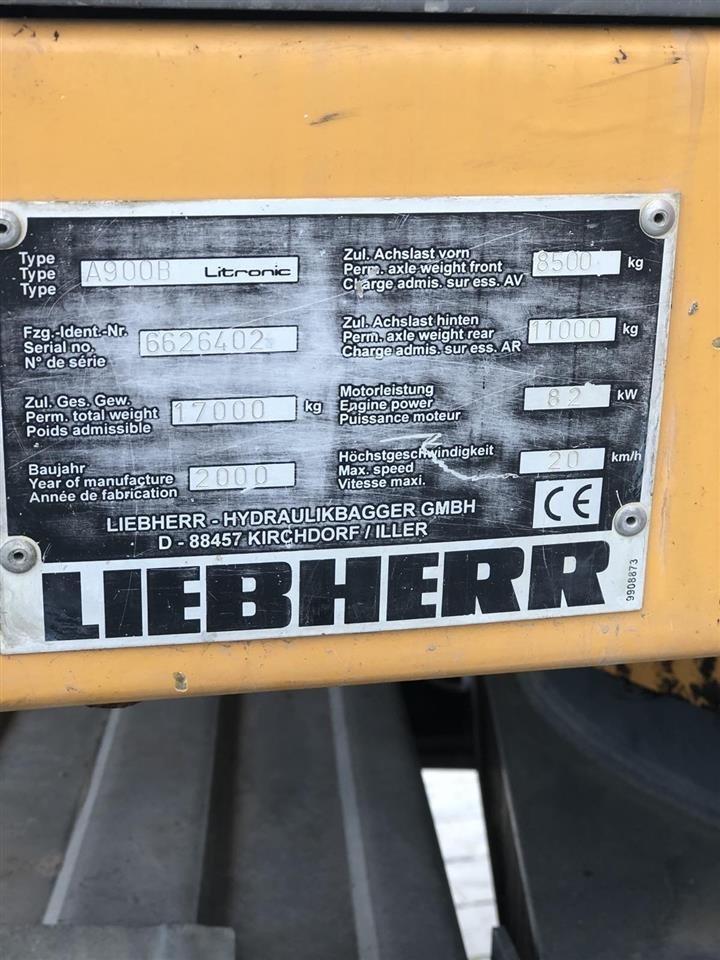 Type
Type
Type
A900B Litronic
Fzg.-Ident.-Nr.
Serial no.
N° de série
6626402
Zul. Ges. Gew.
Perm. total weight
Poids admissible
17000 kg
Baujahr
Year of manufacture
Année de fabrication
2000
Zul. Achslast vorn
Perm. axle weight front
Charge admis. sur ess. AV
8500 kg
Zul. Achslast hinten
Perm. axle weight rear
Charge admis. sur ess. AR
11000 kg
Motorleistung
Engine power
Puissance moteur
82 kW
Höchstgeschwindigkeit
Max. speed
Vitesse maxi.
20 km/h
CE
LIEBHERR - HYDRAULIKBAGGER GMBH
D - 88457 KIRCHDORF / ILLER
LIEBHERR
9908873